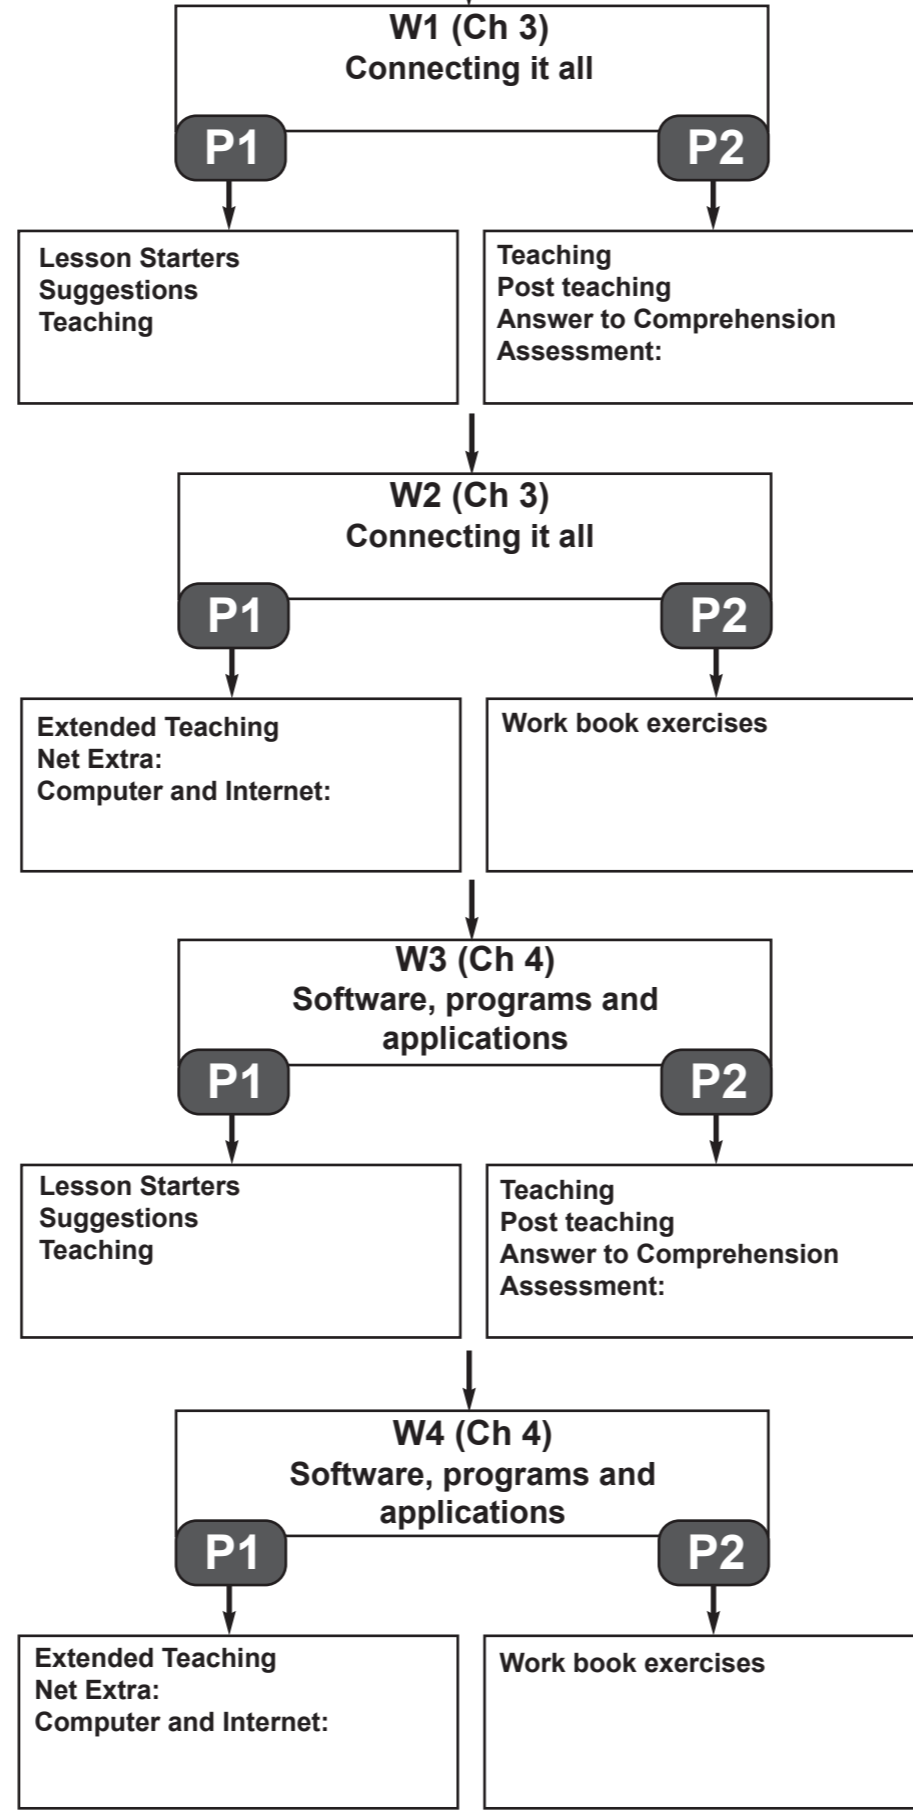 W1 (Ch 3)
Connecting it all
P1
P2
Lesson Starters
Suggestions
Teaching
Teaching
Post teaching
Answer to Comprehension
Assessment:
W2 (Ch 3)
Connecting it all
P1
P2
Extended Teaching
Net Extra:
Computer and Internet:
Work book exercises
W3 (Ch 4)
Software, programs and
applications
P1
P2
Lesson Starters
Suggestions
Teaching
Teaching
Post teaching
Answer to Comprehension
Assessment:
W4 (Ch 4)
Software, programs and
applications
P1
P2
Extended Teaching
Net Extra:
Computer and Internet:
Work book exercises